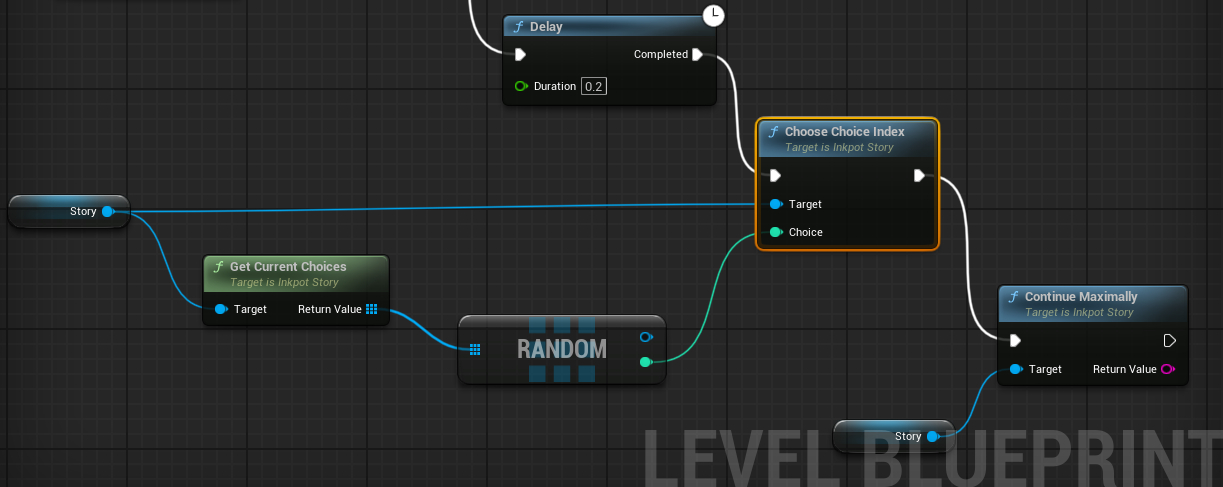 Delay
Completed
Duration 0.2
Choose Choice Index
Target is Inkpot Story
Target
Choice
Story
Get Current Choices
Target is Inkpot Story
Target Return Value
RANDOM
Continue Maximally
Target is Inkpot Story
Target Return Value
Story
LEVEL BLUEPRINT